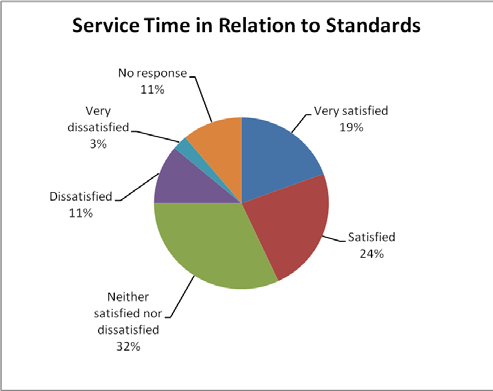 Service Time in Relation to Standards
No response
11%
Very satisfied
19%
Very
dissatisfied
3%
Dissatisfied
11%
Satisfied
24%
Neither
satisfied nor
dissatisfied
32%